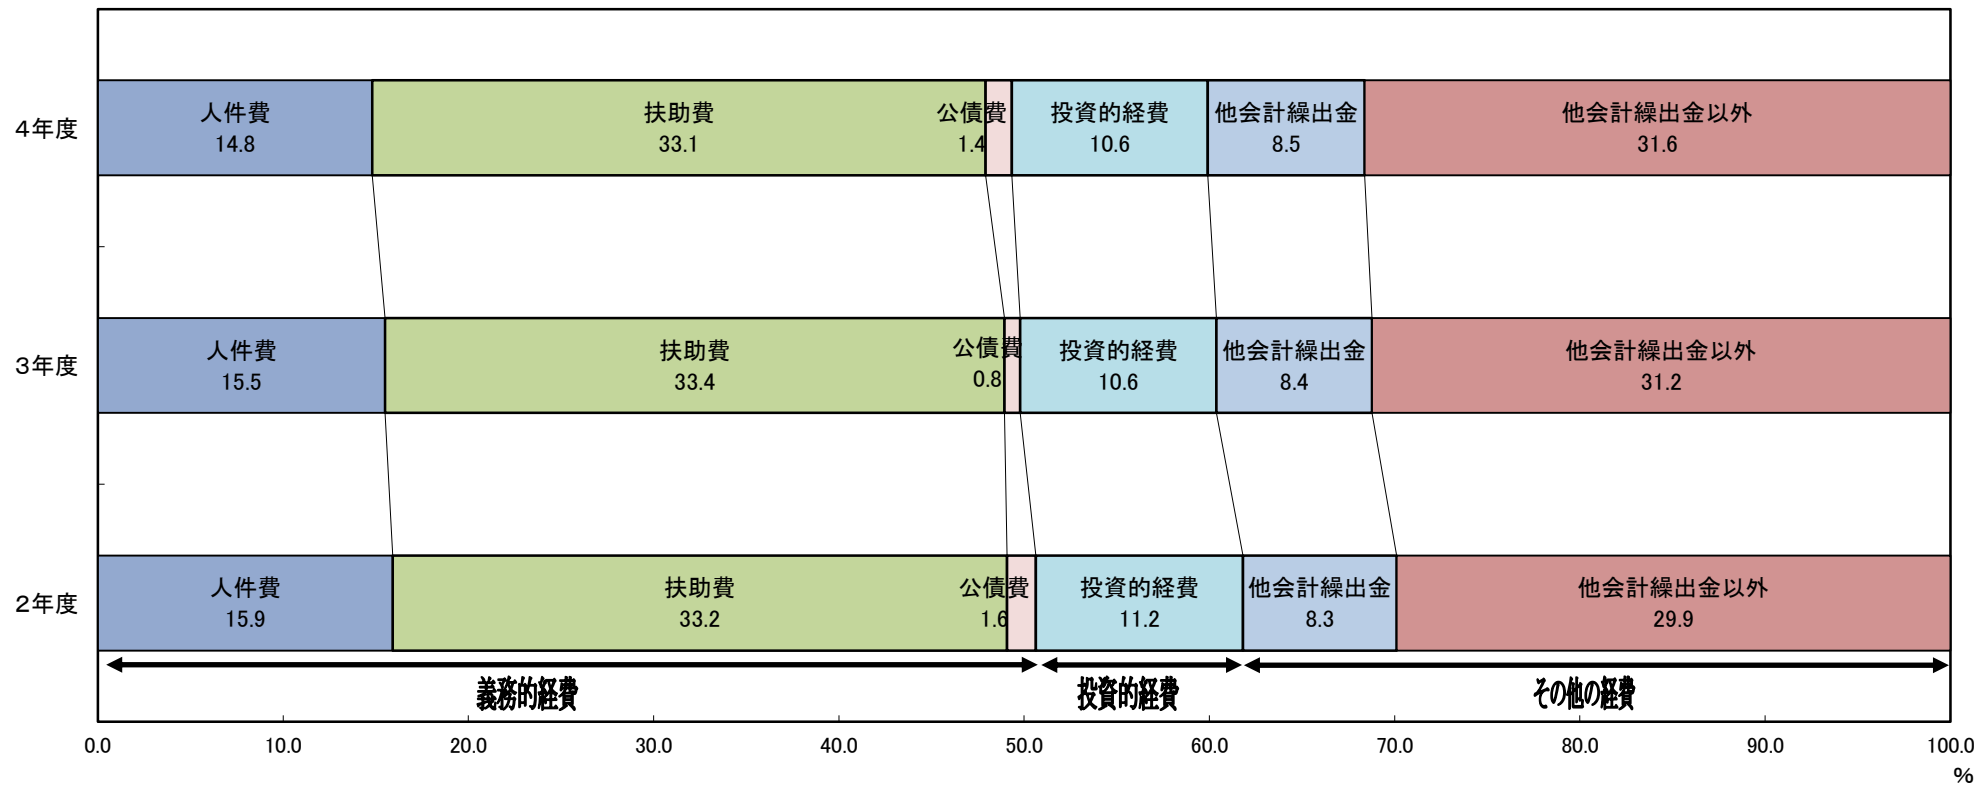 4年度
人件費
14.8
扶助費
33.1
公債費
1.4
投資的経費
10.6
他会計繰出金
8.5
他会計繰出金以外
31.6
3年度
人件費
15.5
扶助費
33.4
公債費
0.8
投資的経費
10.6
他会計繰出金
8.4
他会計繰出金以外
31.2
2年度
人件費
15.9
扶助費
33.2
公債費
1.6
投資的経費
11.2
他会計繰出金
8.3
他会計繰出金以外
29.9
義務的経費
投資的経費
その他の経費
0.0 10.0 20.0 30.0 40.0 50.0 60.0 70.0 80.0 90.0 100.0
%